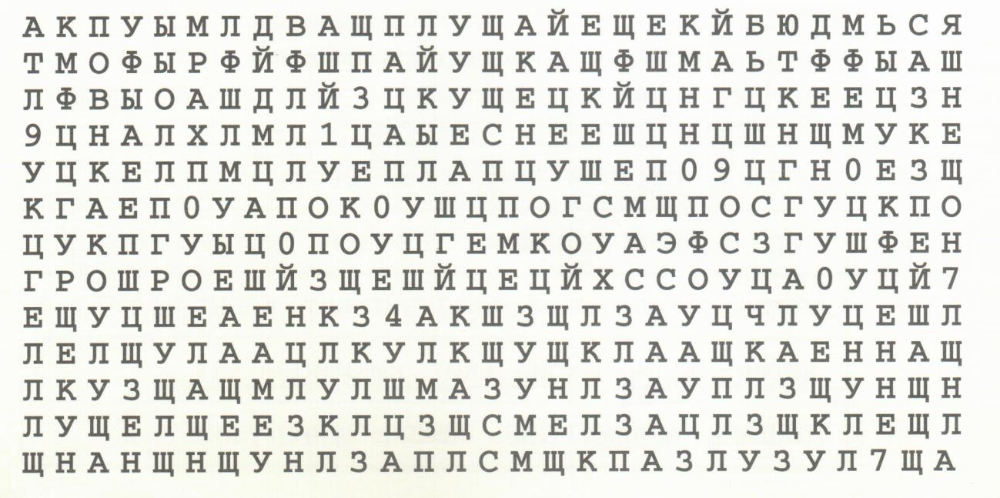 А К П У Ы М Л Д В А Щ П Л У Щ А Й Е Щ Е К Й Б Ю Д М Ь С Я
Т М О Ф Ы Р Ф Й Ф Ш П А Й У Щ К А Щ Ф Ш М А Ь Т Ф Ф Ы А Ш
Л Ф В Ы О А Ш Д Л Й З Ц К У Щ Е Ц К Й Ц Н Г Ц К Е Е Ц З Н
9 Ц Н А Л Х Л М Л 1 Ц А Ы Е С Н Е Е Ш Ц Н Ц Ш Н Щ М У К Е
У Ц К Е Л П М Ц Л У Е П Л А П Ц У Ш Е П 0 9 Ц Г Н 0 Е З Щ
К Г А Е П 0 У А П О К 0 У Ш Ц П О Г С М Щ П О С Г У Ц К П О
Ц У К П Г У Ы Ц 0 П О У Ц Г Е М К О У А Э Ф С З Г У Ш Ф Е Н
Г Р О Ш Р О Е Ш Й З Щ Е Ш Й Ц Е Ц Й Х С С О У Ц А 0 У Ц Й 7
Е Щ У Ц Ш Е А Е Н К З 4 А К Ш З Щ Л З А У Ц Ч Л У Ц Е Ш Л
Л Е Л Щ У Л А А Ц Л К У Л К Щ У Щ К Л А А Щ К А Е Н Н А Щ
Л К У З Щ А Щ М Л У Л Ш М А З У Н Л З А У П Л З Щ У Н Щ Н
Л У Щ Е Л Щ Е Е З К Л Ц З Щ С М Е Л З А Ц Л З Щ К Л Е Щ Л
Щ Н А Н Щ Н Щ У Н Л З А П Л С М Щ К П А З Л У З У Л 7 Щ А